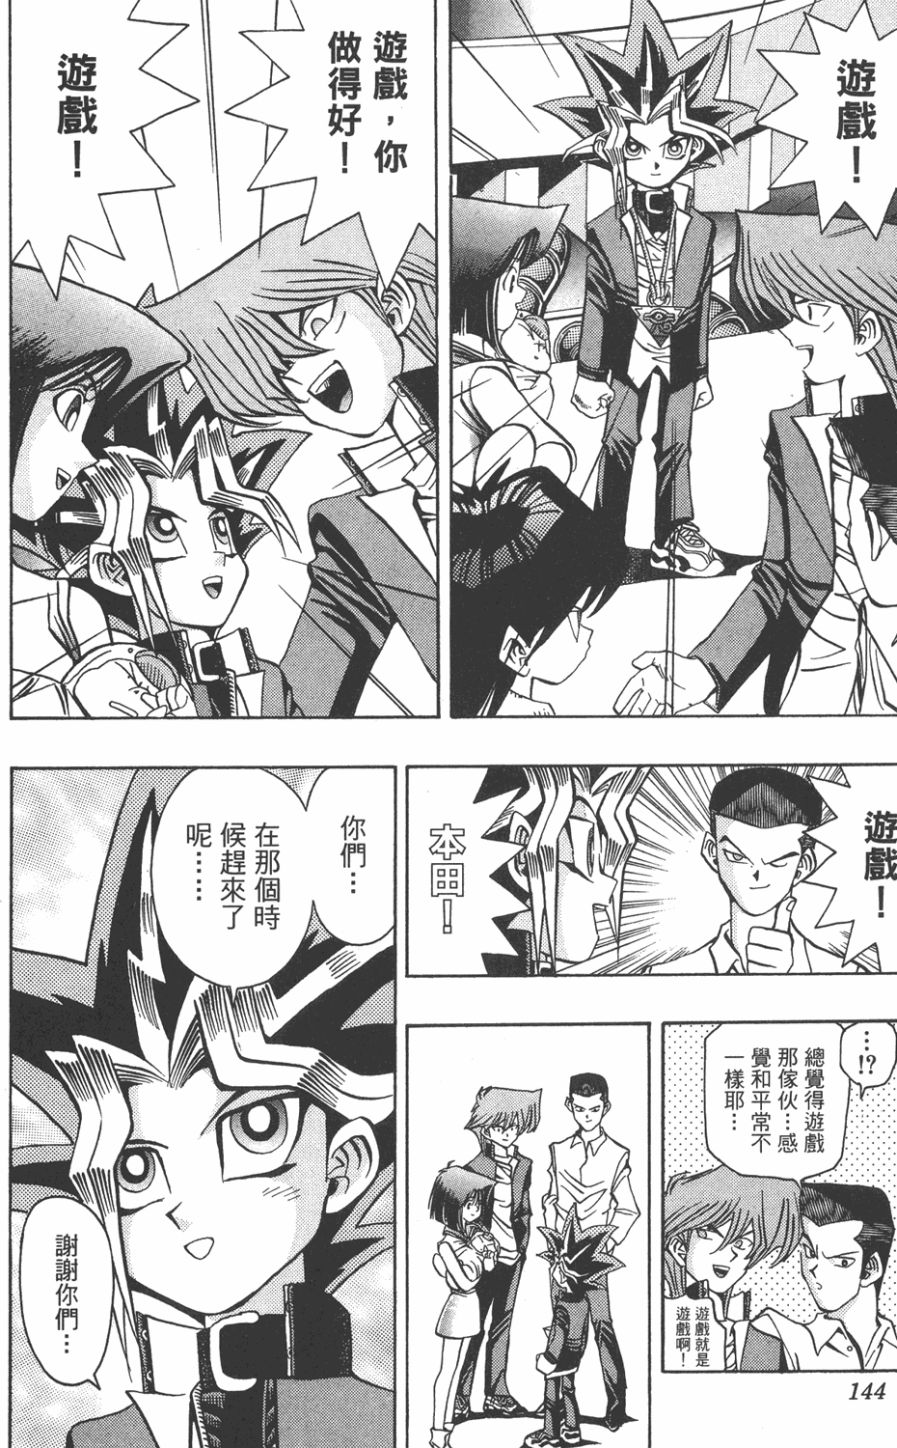 遊戲！
遊戲，你
做得好！
遊戲！
遊戲！
本田！
…!?
總覺得遊戲
那傢伙…感
覺和平常不
一樣耶…
遊戲就是
遊戲啊！
你們…
在那個時
候趕來了
呢……
謝謝你們…
144